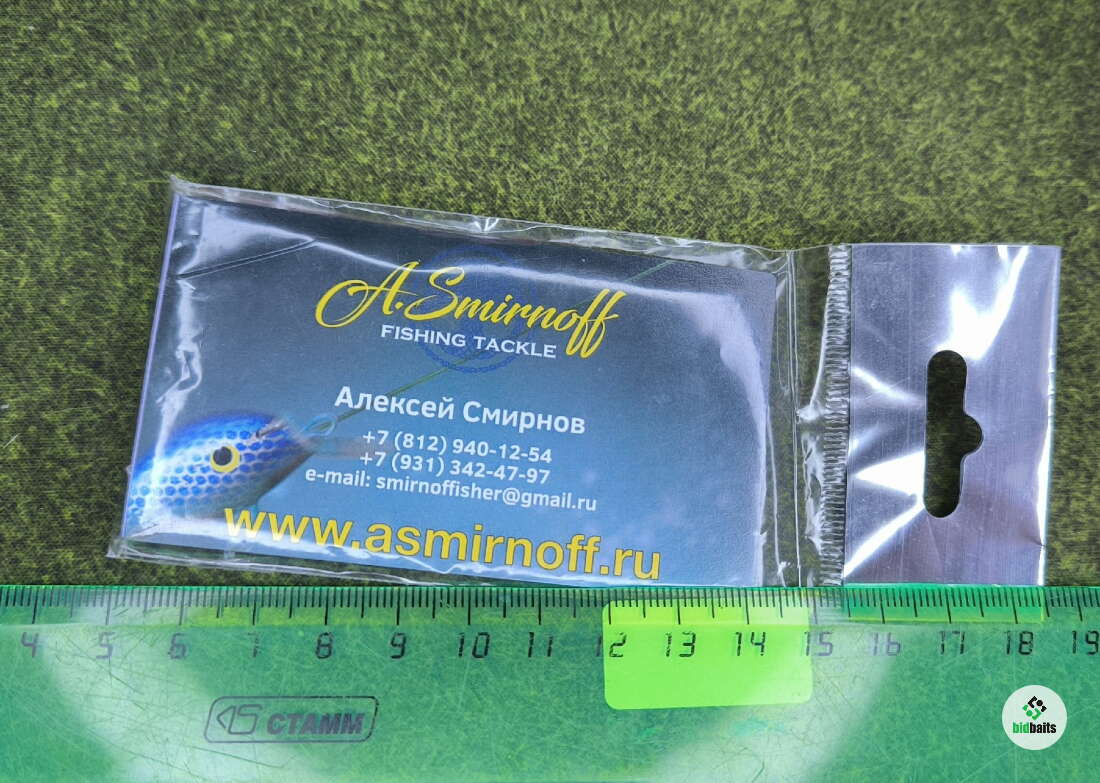 A.Smirnoff
FISHING TACKLE
Алексей Смирнов
+7 (812) 940-12-54
+7 (931) 342-47-97
e-mail: smirnoffisher@gmail.ru
www.asmirnoff.ru
4 5 6 7 8 9 10 11 12 13 14 15 16 17 18 19
СТАММ
bidbaits